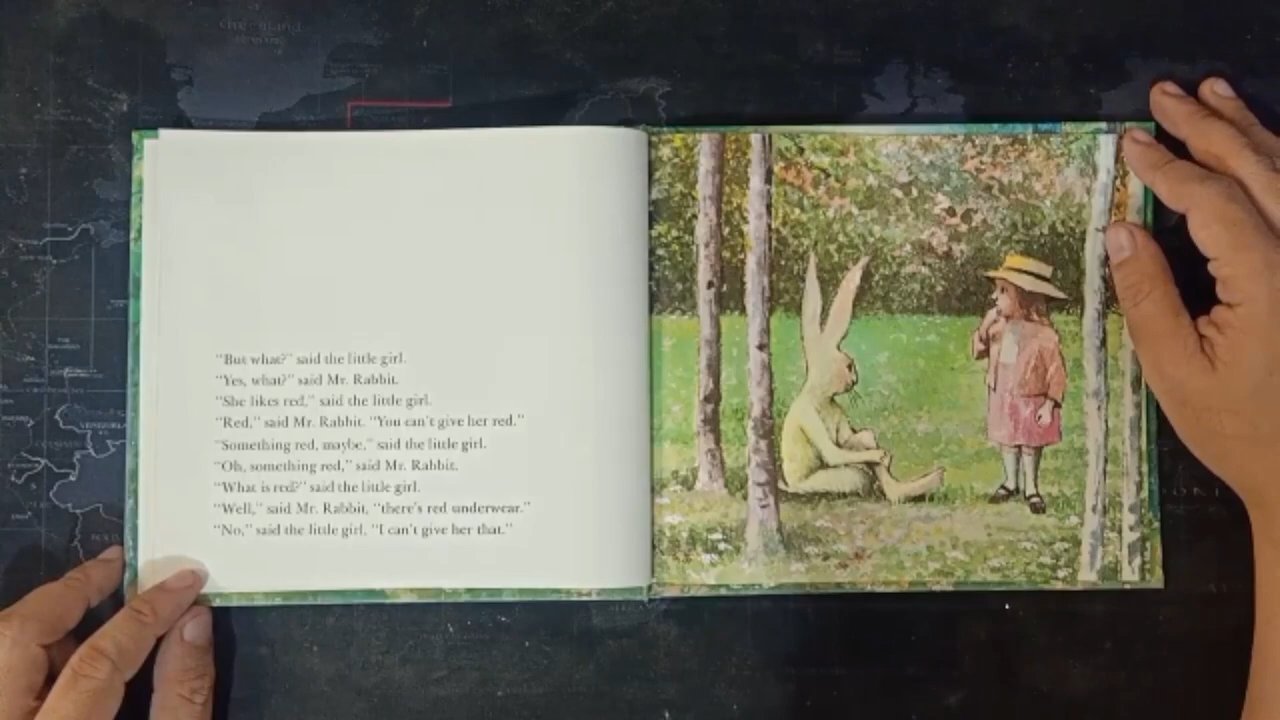 "But what?" said the little girl.
"Yes, what?" said Mr. Rabbit.
"She likes red," said the little girl.
"Red," said Mr. Rabbit. "You can't give her red."
"Something red, maybe," said the little girl.
"Oh, something red," said Mr. Rabbit.
"What is red?" said the little girl.
"Well," said Mr. Rabbit, "there's red underwear."
"No," said the little girl, "I can't give her that."